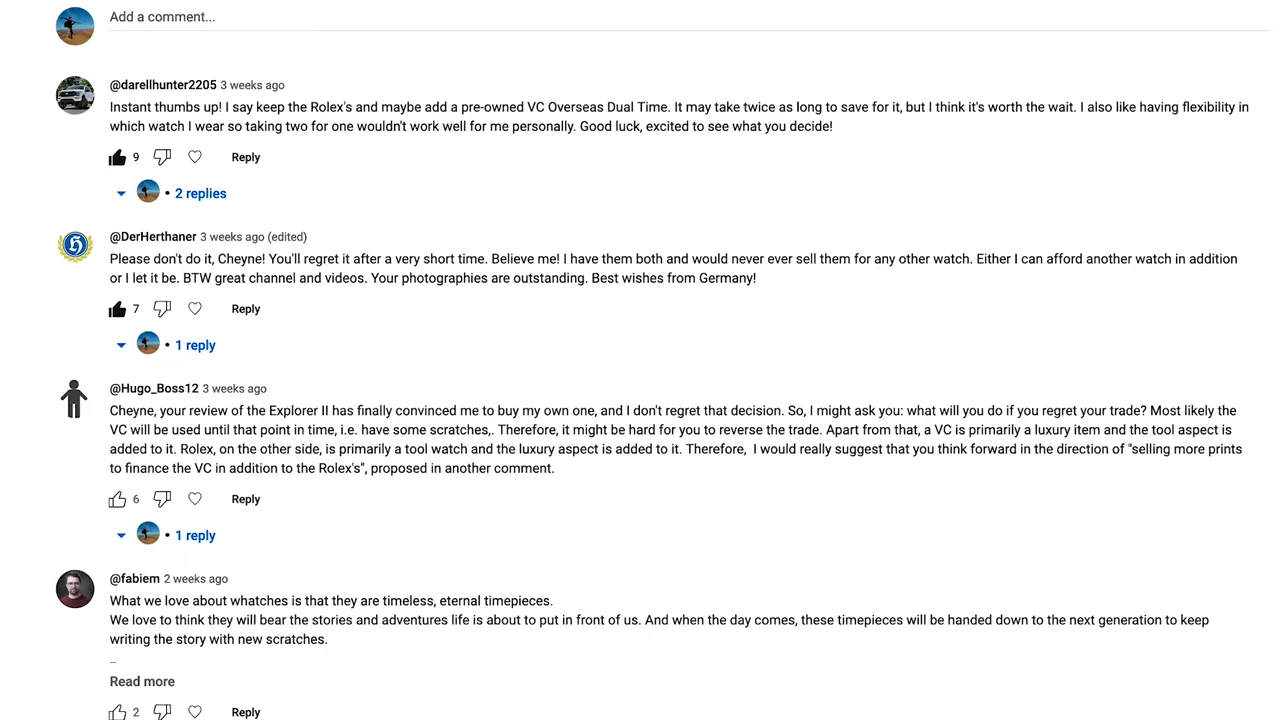 Add a comment...
@darellhunter2205 3 weeks ago
Instant thumbs up! I say keep the Rolex's and maybe add a pre-owned VC Overseas Dual Time. It may take twice as long to save for it, but I think it's worth the wait. I also like having flexibility in
which watch I wear so taking two for one wouldn't work well for me personally. Good luck, excited to see what you decide!
9 Reply
• 2 replies
@DerHerthaner 3 weeks ago (edited)
Please don't do it, Cheyne! You'll regret it after a very short time. Believe me! I have them both and would never ever sell them for any other watch. Either I can afford another watch in addition
or I let it be. BTW great channel and videos. Your photographies are outstanding. Best wishes from Germany!
7 Reply
• 1 reply
@Hugo_Boss12 3 weeks ago
Cheyne, your review of the Explorer II has finally convinced me to buy my own one, and I don't regret that decision. So, I might ask you: what will you do if you regret your trade? Most likely the
VC will be used until that point in time, i.e. have some scratches,. Therefore, it might be hard for you to reverse the trade. Apart from that, a VC is primarily a luxury item and the tool aspect is
added to it. Rolex, on the other side, is primarily a tool watch and the luxury aspect is added to it. Therefore,  I would really suggest that you think forward in the direction of "selling more prints
to finance the VC in addition to the Rolex's", proposed in another comment.
6 Reply
• 1 reply
@fabiem 2 weeks ago
What we love about whatches is that they are timeless, eternal timepieces.
We love to think they will bear the stories and adventures life is about to put in front of us. And when the day comes, these timepieces will be handed down to the next generation to keep
writing the story with new scratches.
...
Read more
2 Reply